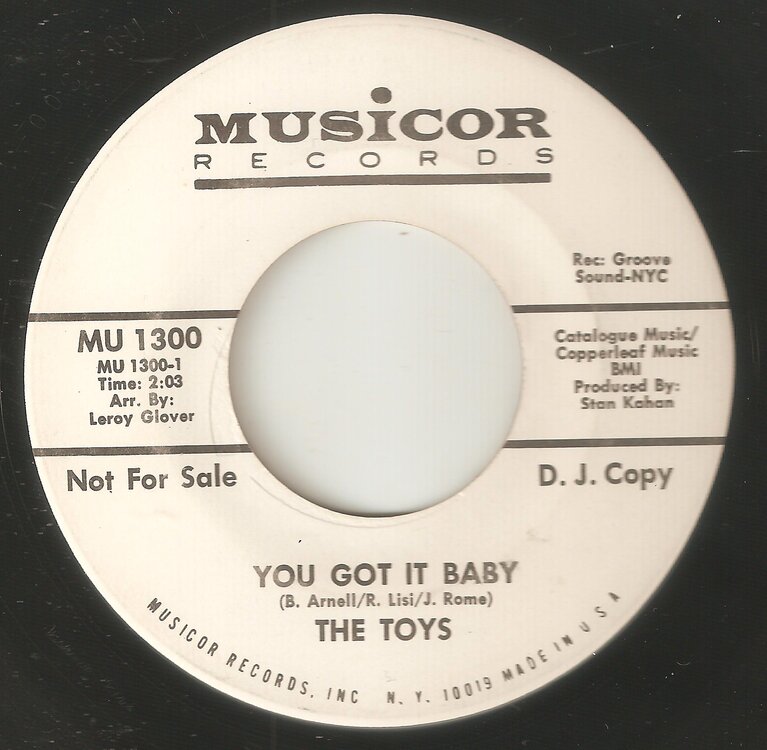 MUSICOR
RECORDS
Rec: Groove
Sound-NYC
MU 1300
MU 1300-1
Time: 2:03
Arr. By:
Leroy Glover
Catalogue Music/
Copperleaf Music
BMI
Produced By:
Stan Kahan
Not For Sale
D. J. Copy
YOU GOT IT BABY
(B. Arnell/R. Lisi/J. Rome)
THE TOYS
MUSICOR RECORDS, INC N. Y. 10019 MADE IN U S A